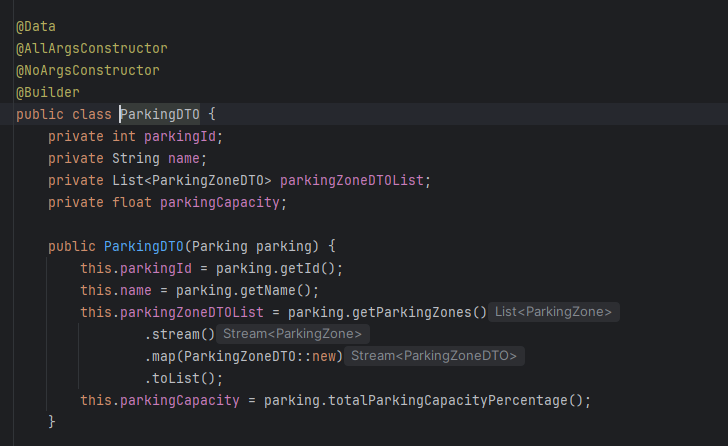 @Data
@AllArgsConstructor
@NoArgsConstructor
@Builder
public class ParkingDTO {
    private int parkingId;
    private String name;
    private List<ParkingZoneDTO> parkingZoneDTOList;
    private float parkingCapacity;

    public ParkingDTO(Parking parking) {
        this.parkingId = parking.getId();
        this.name = parking.getName();
        this.parkingZoneDTOList = parking.getParkingZones() List<ParkingZone>
                .stream() Stream<ParkingZone>
                .map(ParkingZoneDTO::new) Stream<ParkingZoneDTO>
                .toList();
        this.parkingCapacity = parking.totalParkingCapacityPercentage();
    }